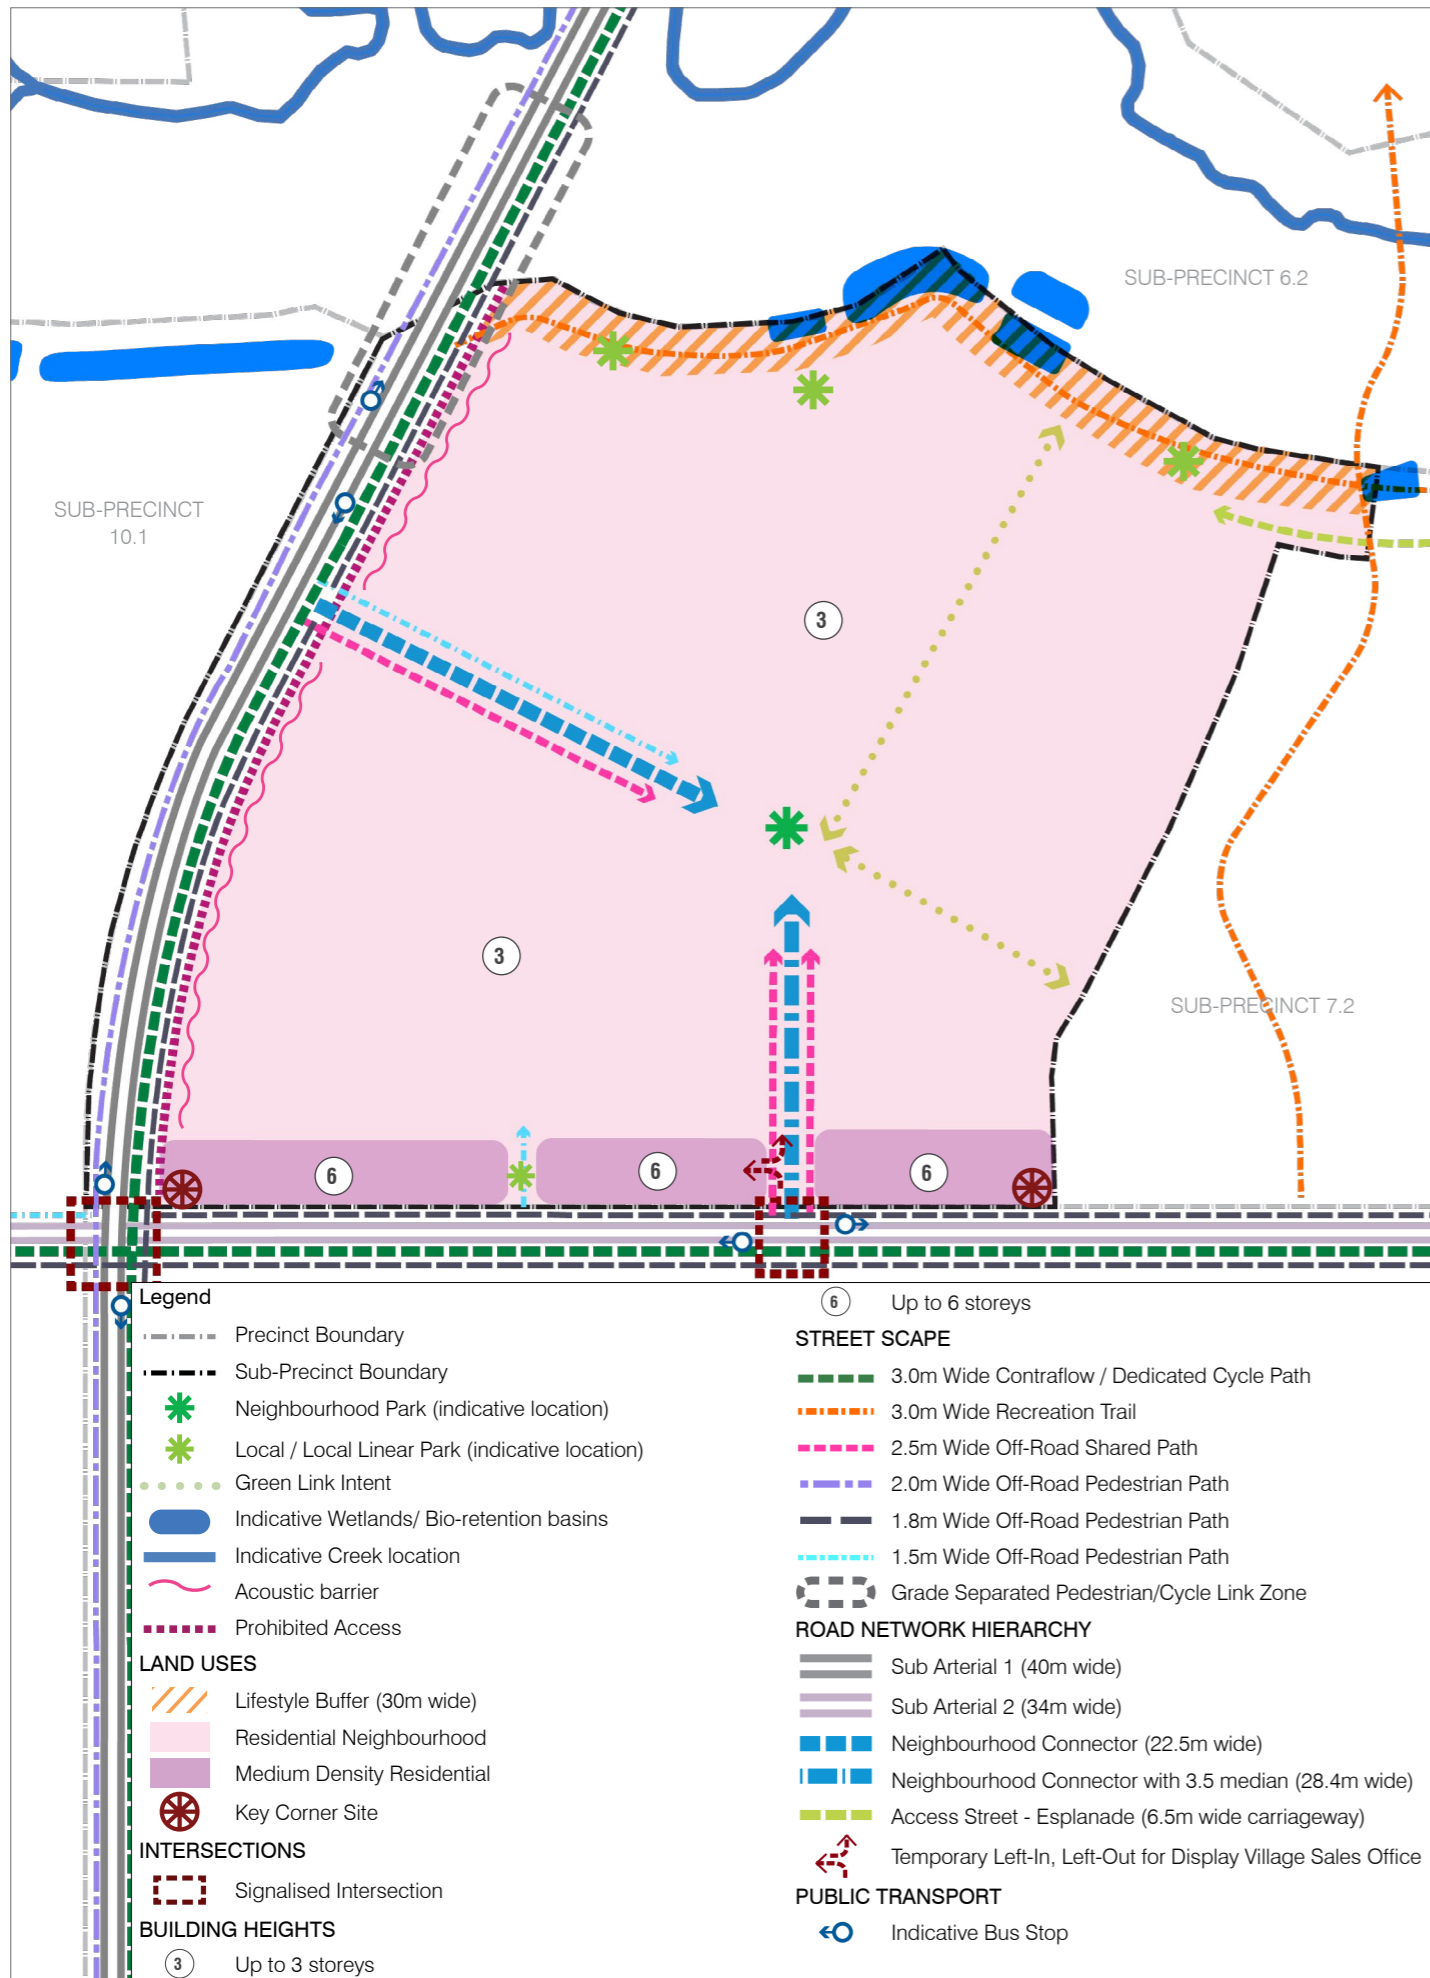 SUB-PRECINCT 6.2
SUB-PRECINCT
10.1
3
3
SUB-PRECINCT 7.2
6
6
6
Legend
Precinct Boundary
Sub-Precinct Boundary
Neighbourhood Park (indicative location)
Local / Local Linear Park (indicative location)
Green Link Intent
Indicative Wetlands/ Bio-retention basins
Indicative Creek location
Acoustic barrier
Prohibited Access
LAND USES
Lifestyle Buffer (30m wide)
Residential Neighbourhood
Medium Density Residential
Key Corner Site
INTERSECTIONS
Signalised Intersection
BUILDING HEIGHTS
3 Up to 3 storeys
6 Up to 6 storeys
STREET SCAPE
3.0m Wide Contraflow / Dedicated Cycle Path
3.0m Wide Recreation Trail
2.5m Wide Off-Road Shared Path
2.0m Wide Off-Road Pedestrian Path
1.8m Wide Off-Road Pedestrian Path
1.5m Wide Off-Road Pedestrian Path
Grade Separated Pedestrian/Cycle Link Zone
ROAD NETWORK HIERARCHY
Sub Arterial 1 (40m wide)
Sub Arterial 2 (34m wide)
Neighbourhood Connector (22.5m wide)
Neighbourhood Connector with 3.5 median (28.4m wide)
Access Street - Esplanade (6.5m wide carriageway)
Temporary Left-In, Left-Out for Display Village Sales Office
PUBLIC TRANSPORT
Indicative Bus Stop